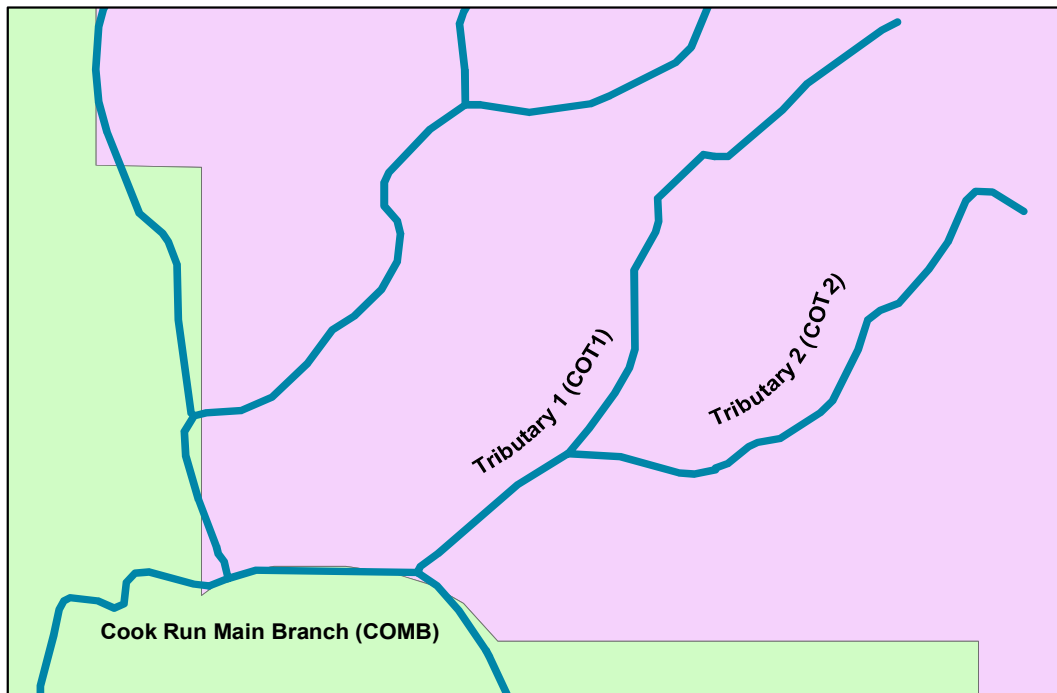 Tributary 1 (COT1)
Tributary 2 (COT 2)
Cook Run Main Branch (COMB)